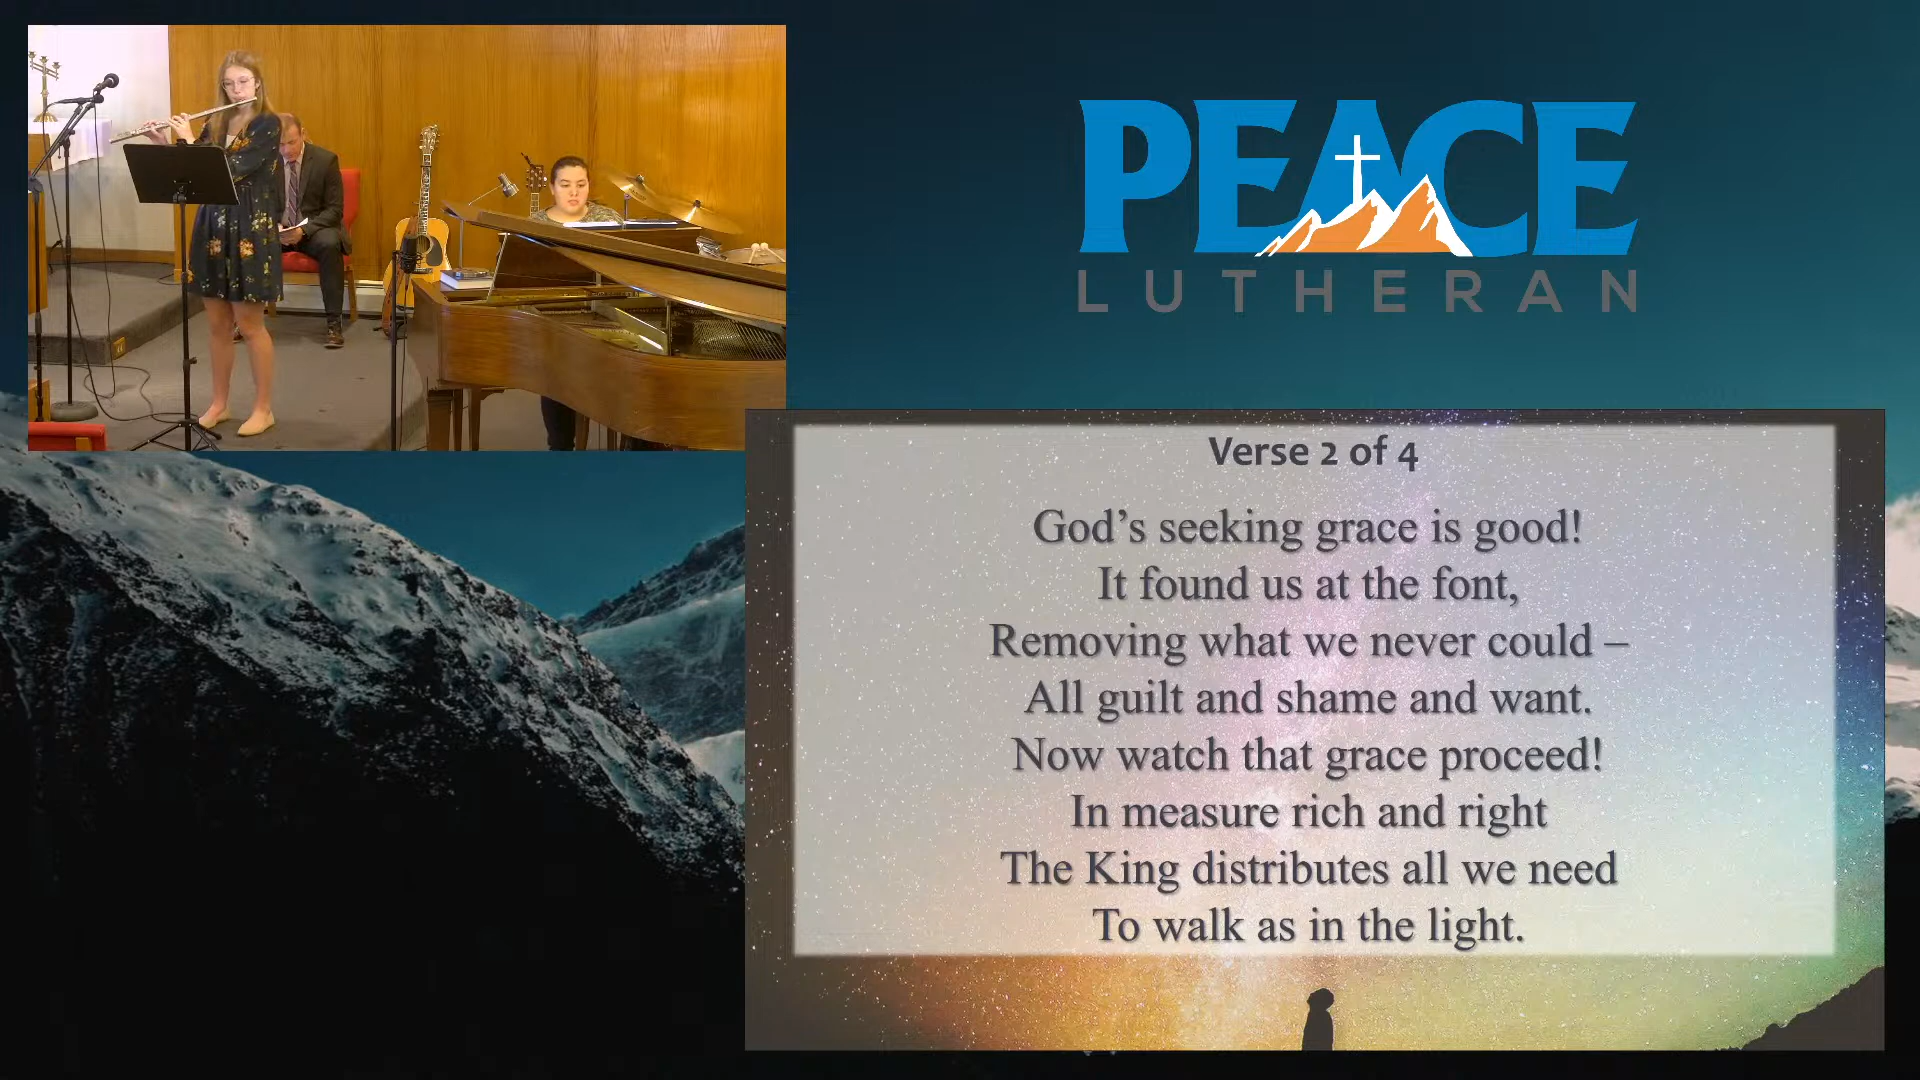 PEACE
LUTHERAN
Verse 2 of 4
God’s seeking grace is good!
It found us at the font,
Removing what we never could –
All guilt and shame and want.
Now watch that grace proceed!
In measure rich and right
The King distributes all we need
To walk as in the light.